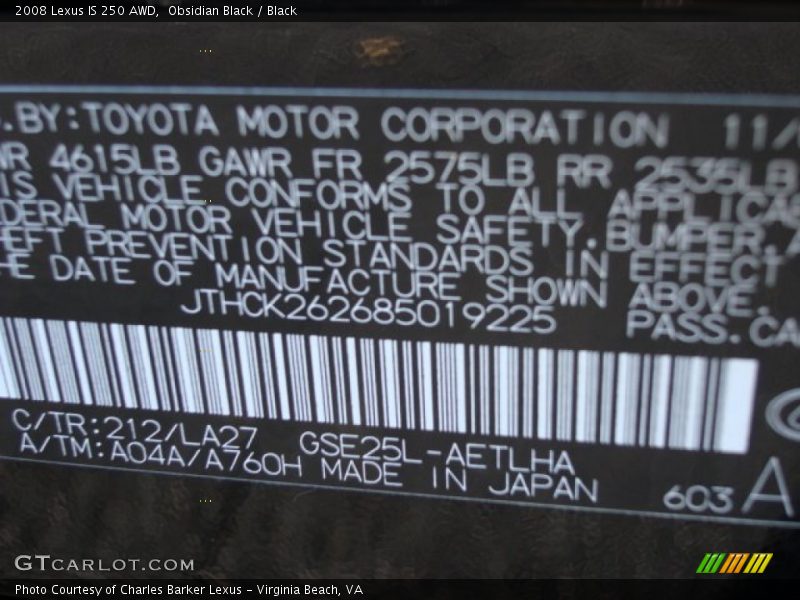 2008 Lexus IS 250 AWD,  Obsidian Black / Black
.BY:TOYOTA MOTOR CORPORATION 11/
WR 4615LB GAWR FR 2575LB RR 2535LB
IS VEHICLE CONFORMS TO ALL APPLICA
DERAL MOTOR VEHICLE SAFETY,BUMPER,A
EFT PREVENTION STANDARDS IN EFFECT
HE DATE OF MANUFACTURE SHOWN ABOVE.
JTHCK262685019225 PASS.CA
C/TR:212/LA27 GSE25L-AETLHA
A/TM:A04A/A760H MADE IN JAPAN 603 A
GTCARLOT.COM
Photo Courtesy of Charles Barker Lexus - Virginia Beach, VA